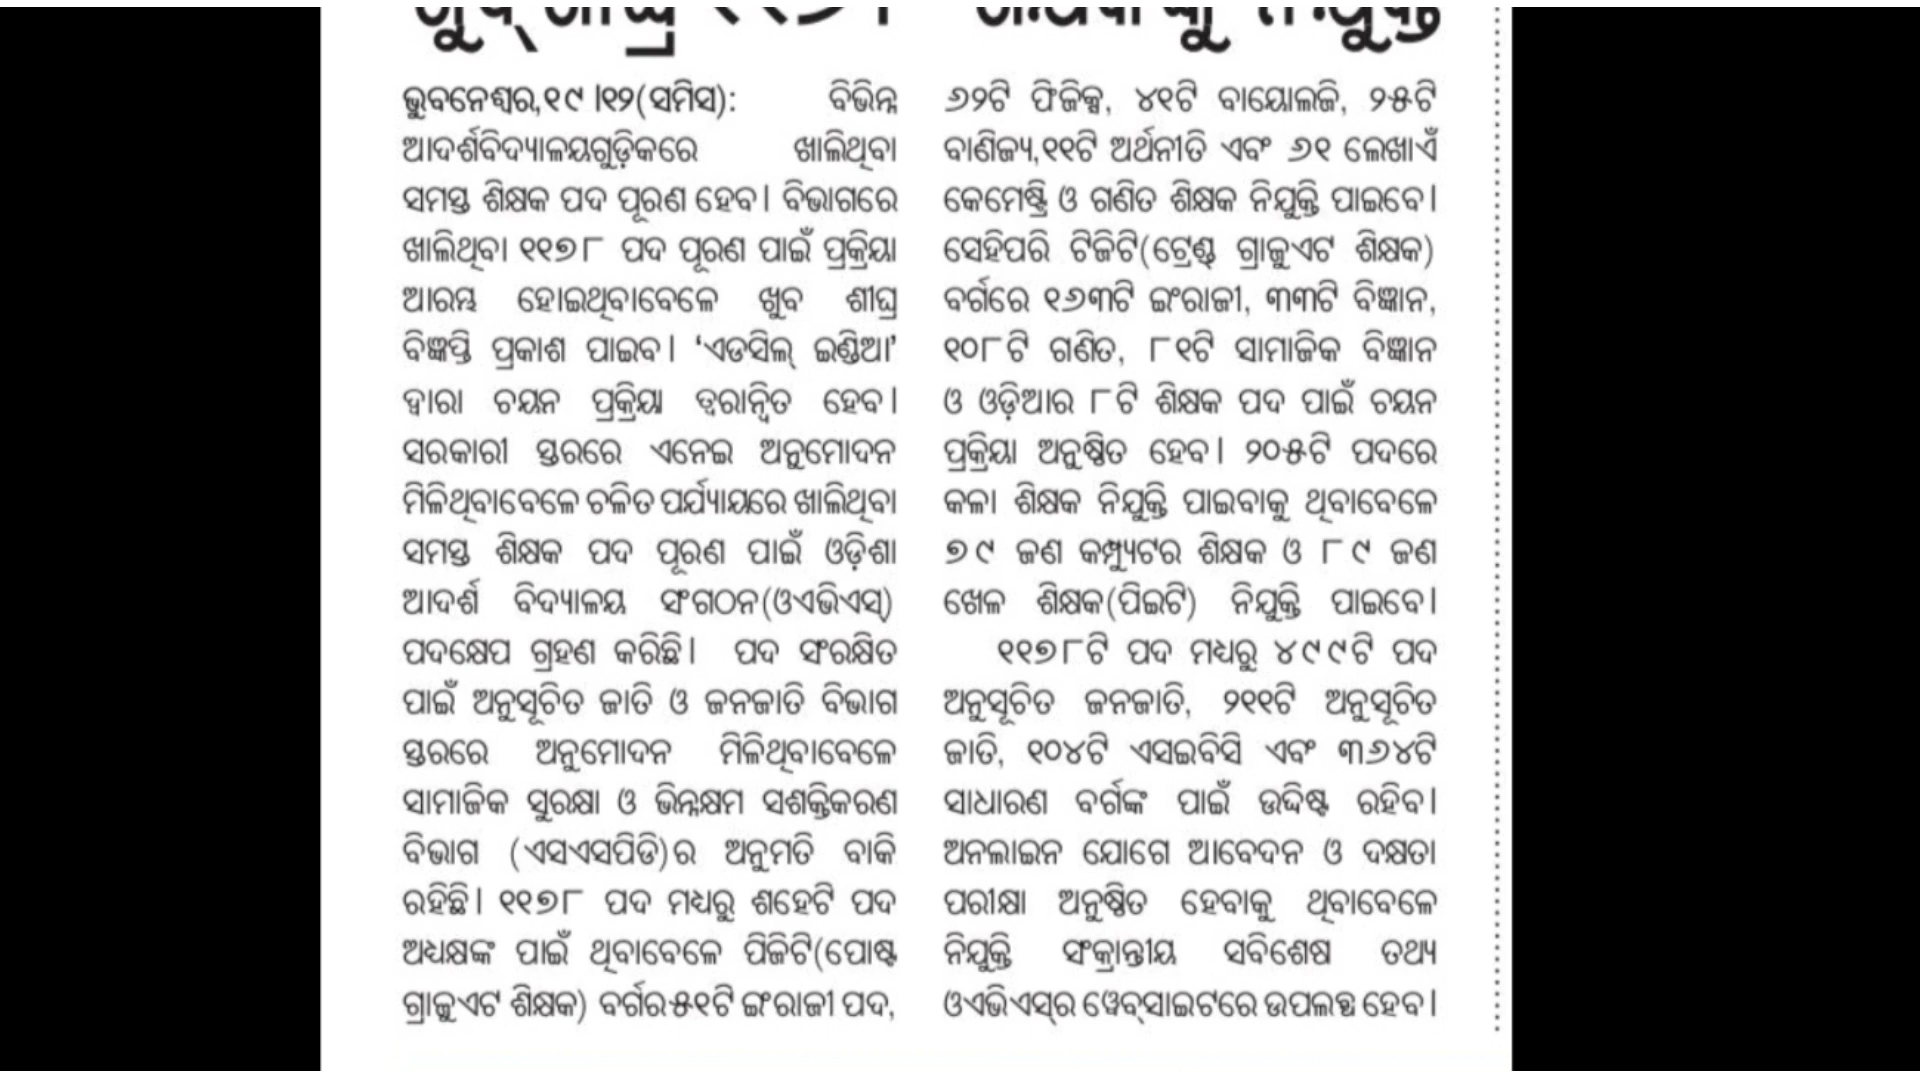 ଭୁବନେଶ୍ୱର,୧୯।୧୨(ସମିସ): ବିଭିନ୍ନ
ଆଦର୍ଶବିଦ୍ୟାଳୟଗୁଡ଼ିକରେ ଖାଲିଥିବା
ସମସ୍ତ ଶିକ୍ଷକ ପଦ ପୂରଣ ହେବ। ବିଭାଗରେ
ଖାଲିଥିବା ୧୧୭୮ ପଦ ପୂରଣ ପାଇଁ ପ୍ରକ୍ରିୟା
ଆରମ୍ଭ ହୋଇଥିବାବେଳେ ଖୁବ ଶୀଘ୍ର
ବିଜ୍ଞପ୍ତି ପ୍ରକାଶ ପାଇବ। ‘ଏଡସିଲ୍ ଇଣ୍ଡିଆ’
ଦ୍ୱାରା ଚୟନ ପ୍ରକ୍ରିୟା ତ୍ୱରାନ୍ୱିତ ହେବ।
ସରକାରୀ ସ୍ତରରେ ଏନେଇ ଅନୁମୋଦନ
ମିଳିଥିବାବେଳେ ଚଳିତ ପର୍ଯ୍ୟାୟରେ ଖାଲିଥିବା
ସମସ୍ତ ଶିକ୍ଷକ ପଦ ପୂରଣ ପାଇଁ ଓଡ଼ିଶା
ଆଦର୍ଶ ବିଦ୍ୟାଳୟ ସଂଗଠନ(ଓଏଭିଏସ୍)
ପଦକ୍ଷେପ ଗ୍ରହଣ କରିଛି। ପଦ ସଂରକ୍ଷିତ
ପାଇଁ ଅନୁସୂଚିତ ଜାତି ଓ ଜନଜାତି ବିଭାଗ
ସ୍ତରରେ ଅନୁମୋଦନ ମିଳିଥିବାବେଳେ
ସାମାଜିକ ସୁରକ୍ଷା ଓ ଭିନ୍ନକ୍ଷମ ସଶକ୍ତିକରଣ
ବିଭାଗ (ଏସଏସପିଡି)ର ଅନୁମତି ବାକି
ରହିଛି। ୧୧୭୮ ପଦ ମଧ୍ୟରୁ ଶହେଟି ପଦ
ଅଧ୍ୟକ୍ଷଙ୍କ ପାଇଁ ଥିବାବେଳେ ପିଜିଟି(ପୋଷ୍ଟ
ଗ୍ରାଜୁଏଟ ଶିକ୍ଷକ) ବର୍ଗର୫୧ଟି ଇଂରାଜୀ ପଦ,
୬୨ଟି ଫିଜିକ୍ସ, ୪୧ଟି ବାୟୋଲଜି, ୨୫ଟି
ବାଣିଜ୍ୟ,୧୧ଟି ଅର୍ଥନୀତି ଏବଂ ୬୧ ଲେଖାଏଁ
କେମେଷ୍ଟ୍ରି ଓ ଗଣିତ ଶିକ୍ଷକ ନିଯୁକ୍ତି ପାଇବେ।
ସେହିପରି ଟିଜିଟି(ଟ୍ରେଣ୍ଡ୍ ଗ୍ରାଜୁଏଟ ଶିକ୍ଷକ)
ବର୍ଗରେ ୧୬୩ଟି ଇଂରାଜୀ, ୩୩ଟି ବିଜ୍ଞାନ,
୧୦୮ଟି ଗଣିତ, ୮୧ଟି ସାମାଜିକ ବିଜ୍ଞାନ
ଓ ଓଡ଼ିଆର ୮ଟି ଶିକ୍ଷକ ପଦ ପାଇଁ ଚୟନ
ପ୍ରକ୍ରିୟା ଅନୁଷ୍ଠିତ ହେବ। ୨୦୫ଟି ପଦରେ
କଳା ଶିକ୍ଷକ ନିଯୁକ୍ତି ପାଇବାକୁ ଥିବାବେଳେ
୭୯ ଜଣ କମ୍ପ୍ୟୁଟର ଶିକ୍ଷକ ଓ ୮୯ ଜଣ
ଖେଳ ଶିକ୍ଷକ(ପିଇଟି) ନିଯୁକ୍ତି ପାଇବେ।
୧୧୭୮ଟି ପଦ ମଧ୍ୟରୁ ୪୯୯ଟି ପଦ
ଅନୁସୂଚିତ ଜନଜାତି, ୨୧୧ଟି ଅନୁସୂଚିତ
ଜାତି, ୧୦୪ଟି ଏସଇବିସି ଏବଂ ୩୬୪ଟି
ସାଧାରଣ ବର୍ଗଙ୍କ ପାଇଁ ଉଦ୍ଦିଷ୍ଟ ରହିବ।
ଅନଲାଇନ ଯୋଗେ ଆବେଦନ ଓ ଦକ୍ଷତା
ପରୀକ୍ଷା ଅନୁଷ୍ଠିତ ହେବାକୁ ଥିବାବେଳେ
ନିଯୁକ୍ତି ସଂକ୍ରାନ୍ତୀୟ ସବିଶେଷ ତଥ୍ୟ
ଓଏଭିଏସ୍‌ର ୱେବ୍‌ସାଇଟରେ ଉପଲବ୍ଧ ହେବ।